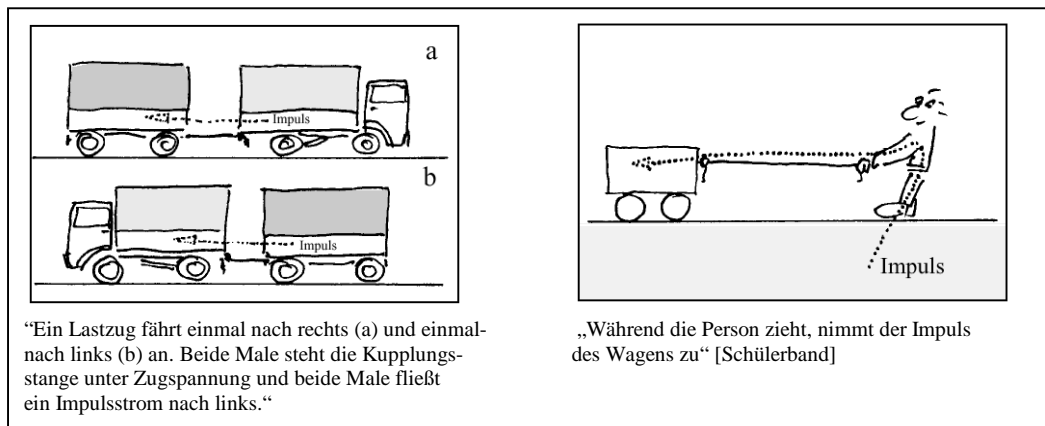 a
Impuls
b
Impuls
“Ein Lastzug fährt einmal nach rechts (a) und einmal-
nach links (b) an. Beide Male steht die Kupplungs-
stange unter Zugspannung und beide Male fließt
ein Impulsstrom nach links.“
Impuls
„Während die Person zieht, nimmt der Impuls
des Wagens zu“ [Schülerband]